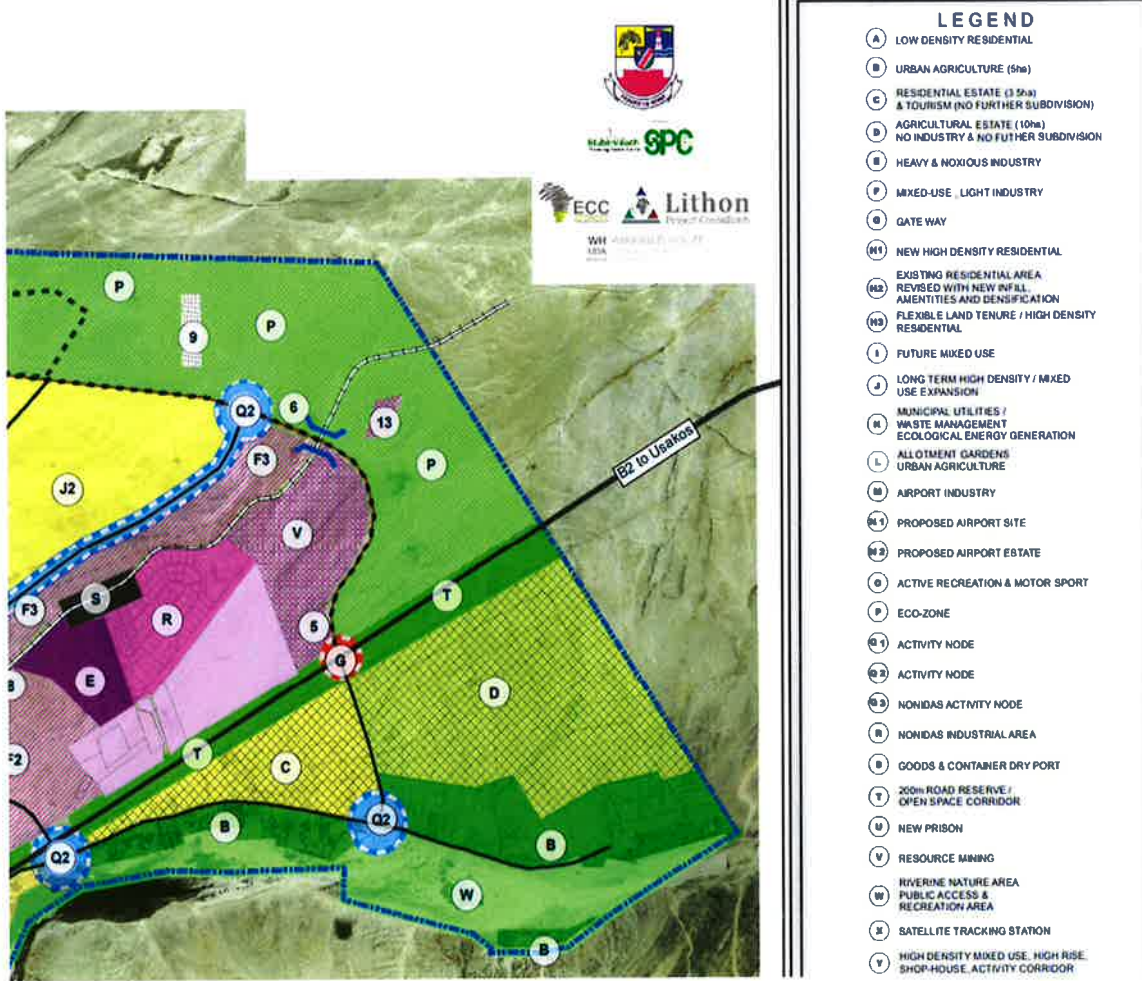 SPC
ECC
Lithon
P
9
P
Q2
6
13
F3
P
B2 to Usakos
J2
V
T
F3
S
R
5
G
E
D
T
C
F2
B
Q2
B
Q2
W
B
LEGEND
A LOW DENSITY RESIDENTIAL
B URBAN AGRICULTURE (5ha)
C RESIDENTIAL ESTATE (3.5ha)
& TOURISM (NO FURTHER SUBDIVISION)
D AGRICULTURAL ESTATE (10ha)
NO INDUSTRY & NO FUTHER SUBDIVISION
E HEAVY & NOXIOUS INDUSTRY
F MIXED-USE , LIGHT INDUSTRY
G GATE WAY
H1 NEW HIGH DENSITY RESIDENTIAL
H2 EXISTING RESIDENTIAL AREA
REVISED WITH NEW INFILL,
AMENTITIES AND DENSIFICATION
H3 FLEXIBLE LAND TENURE / HIGH DENSITY
RESIDENTIAL
I FUTURE MIXED USE
J LONG TERM HIGH DENSITY / MIXED
USE EXPANSION
K MUNICIPAL UTILITIES /
WASTE MANAGEMENT
ECOLOGICAL ENERGY GENERATION
L ALLOTMENT GARDENS
URBAN AGRICULTURE
M AIRPORT INDUSTRY
N1 PROPOSED AIRPORT SITE
N2 PROPOSED AIRPORT ESTATE
O ACTIVE RECREATION & MOTOR SPORT
P ECO-ZONE
Q1 ACTIVITY NODE
Q2 ACTIVITY NODE
Q3 NONIDAS ACTIVITY NODE
R NONIDAS INDUSTRIAL AREA
S GOODS & CONTAINER DRY PORT
T 200m ROAD RESERVE /
OPEN SPACE CORRIDOR
U NEW PRISON
V RESOURCE MINING
W RIVERINE NATURE AREA
PUBLIC ACCESS &
RECREATION AREA
X SATELLITE TRACKING STATION
Y HIGH DENSITY MIXED USE, HIGH RISE,
SHOP-HOUSE, ACTIVITY CORRIDOR